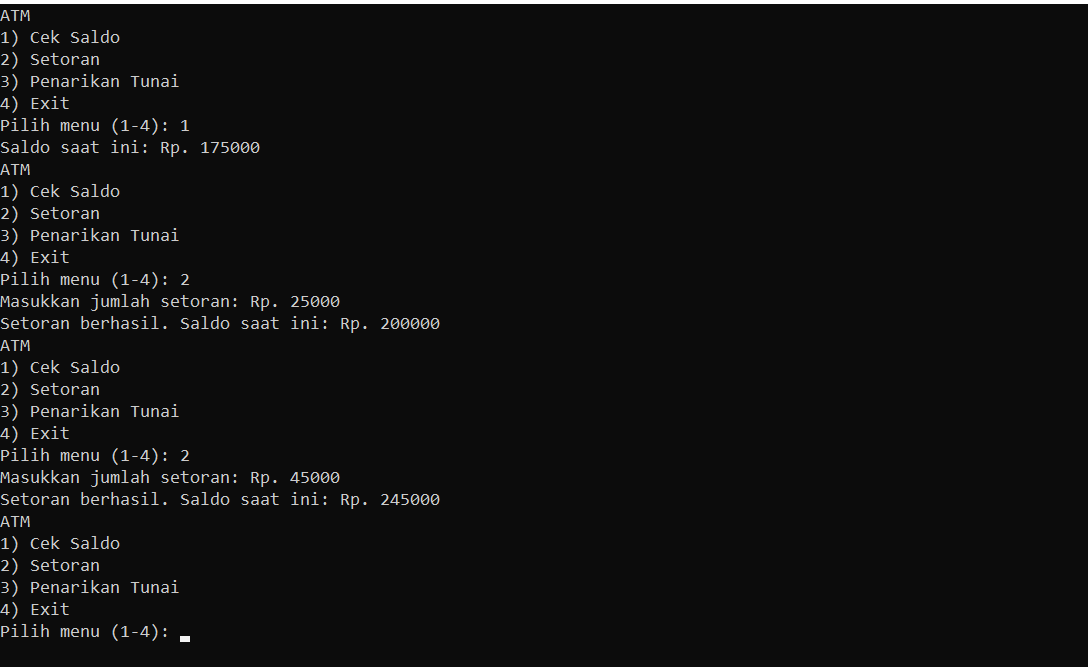 ATM
1) Cek Saldo
2) Setoran
3) Penarikan Tunai
4) Exit
Pilih menu (1-4): 1
Saldo saat ini: Rp. 175000
ATM
1) Cek Saldo
2) Setoran
3) Penarikan Tunai
4) Exit
Pilih menu (1-4): 2
Masukkan jumlah setoran: Rp. 25000
Setoran berhasil. Saldo saat ini: Rp. 200000
ATM
1) Cek Saldo
2) Setoran
3) Penarikan Tunai
4) Exit
Pilih menu (1-4): 2
Masukkan jumlah setoran: Rp. 45000
Setoran berhasil. Saldo saat ini: Rp. 245000
ATM
1) Cek Saldo
2) Setoran
3) Penarikan Tunai
4) Exit
Pilih menu (1-4):